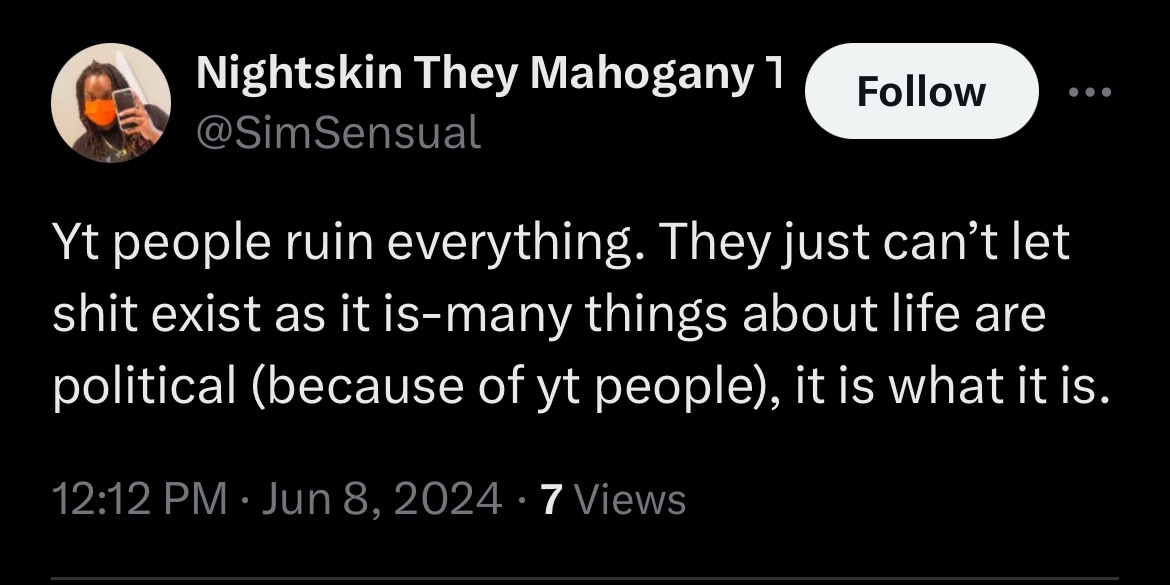 Nightskin They Mahogany T
Follow
@SimSensual
Yt people ruin everything. They just can’t let
shit exist as it is-many things about life are
political (because of yt people), it is what it is.
12:12 PM · Jun 8, 2024 · 7 Views